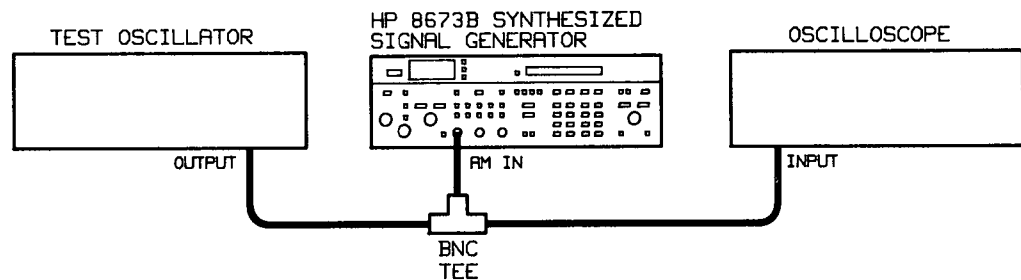 TEST OSCILLATOR
HP 8673B SYNTHESIZED
SIGNAL GENERATOR
OSCILLOSCOPE
OUTPUT
AM IN
INPUT
BNC
TEE